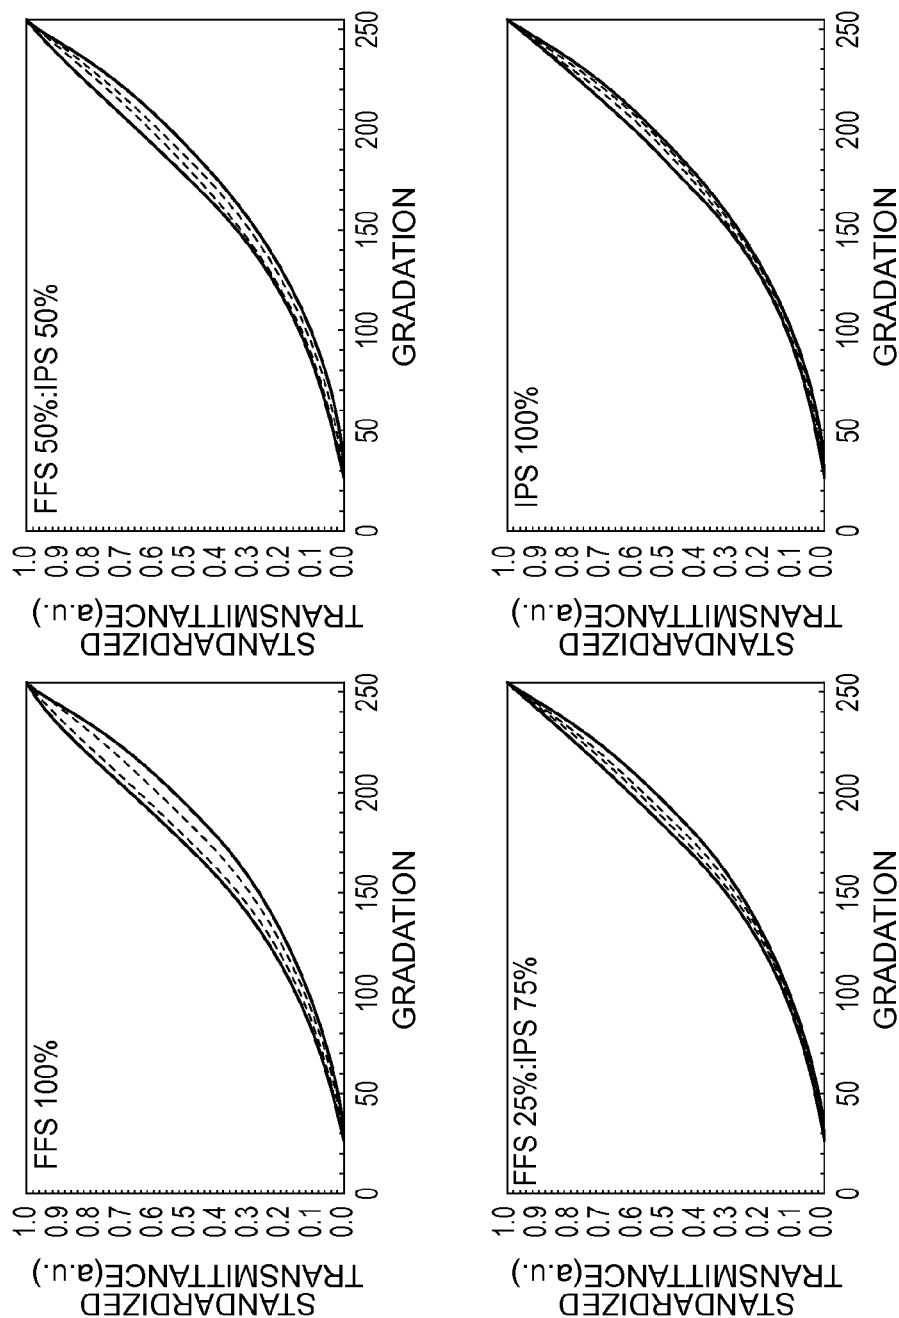 STANDARDIZED
TRANSMITTANCE(a.u.)
1.0
0.9
0.8
0.7
0.6
0.5
0.4
0.3
0.2
0.1
0.0
FFS 100%
0 50 100 150 200 250
GRADATION
STANDARDIZED
TRANSMITTANCE(a.u.)
1.0
0.9
0.8
0.7
0.6
0.5
0.4
0.3
0.2
0.1
0.0
FFS 50%:IPS 50%
0 50 100 150 200 250
GRADATION
STANDARDIZED
TRANSMITTANCE(a.u.)
1.0
0.9
0.8
0.7
0.6
0.5
0.4
0.3
0.2
0.1
0.0
FFS 25%:IPS 75%
0 50 100 150 200 250
GRADATION
STANDARDIZED
TRANSMITTANCE(a.u.)
1.0
0.9
0.8
0.7
0.6
0.5
0.4
0.3
0.2
0.1
0.0
IPS 100%
0 50 100 150 200 250
GRADATION